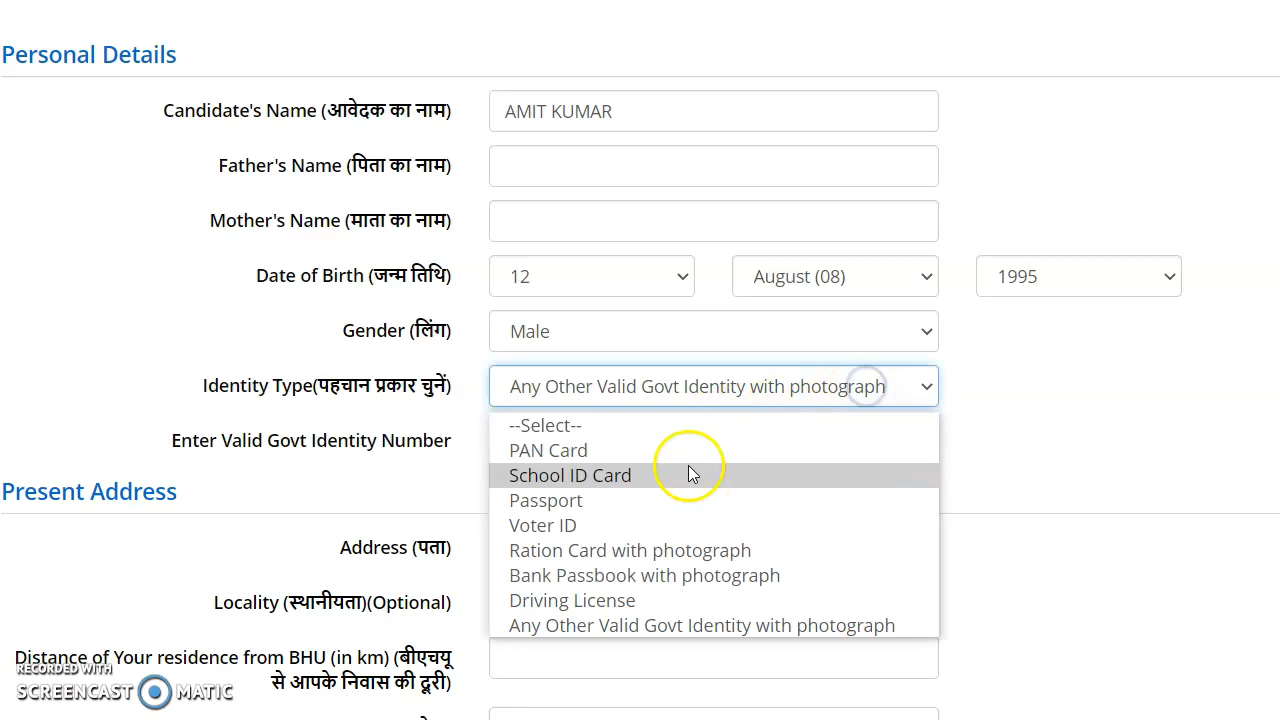 Personal Details
Candidate's Name (आवेदक का नाम)
AMIT KUMAR
Father's Name (पिता का नाम)
Mother's Name (माता का नाम)
Date of Birth (जन्म तिथि)
12
August (08)
1995
Gender (लिंग)
Male
Identity Type(पहचान प्रकार चुनें)
Any Other Valid Govt Identity with photograph
--Select--
PAN Card
School ID Card
Passport
Voter ID
Ration Card with photograph
Bank Passbook with photograph
Driving License
Any Other Valid Govt Identity with photograph
Enter Valid Govt Identity Number
Present Address
Address (पता)
Locality (स्थानीयता)(Optional)
Distance of Your residence from BHU (in km) (बीएचयू
से आपके निवास की दूरी)
RECORDED WITH
SCREENCAST MATIC